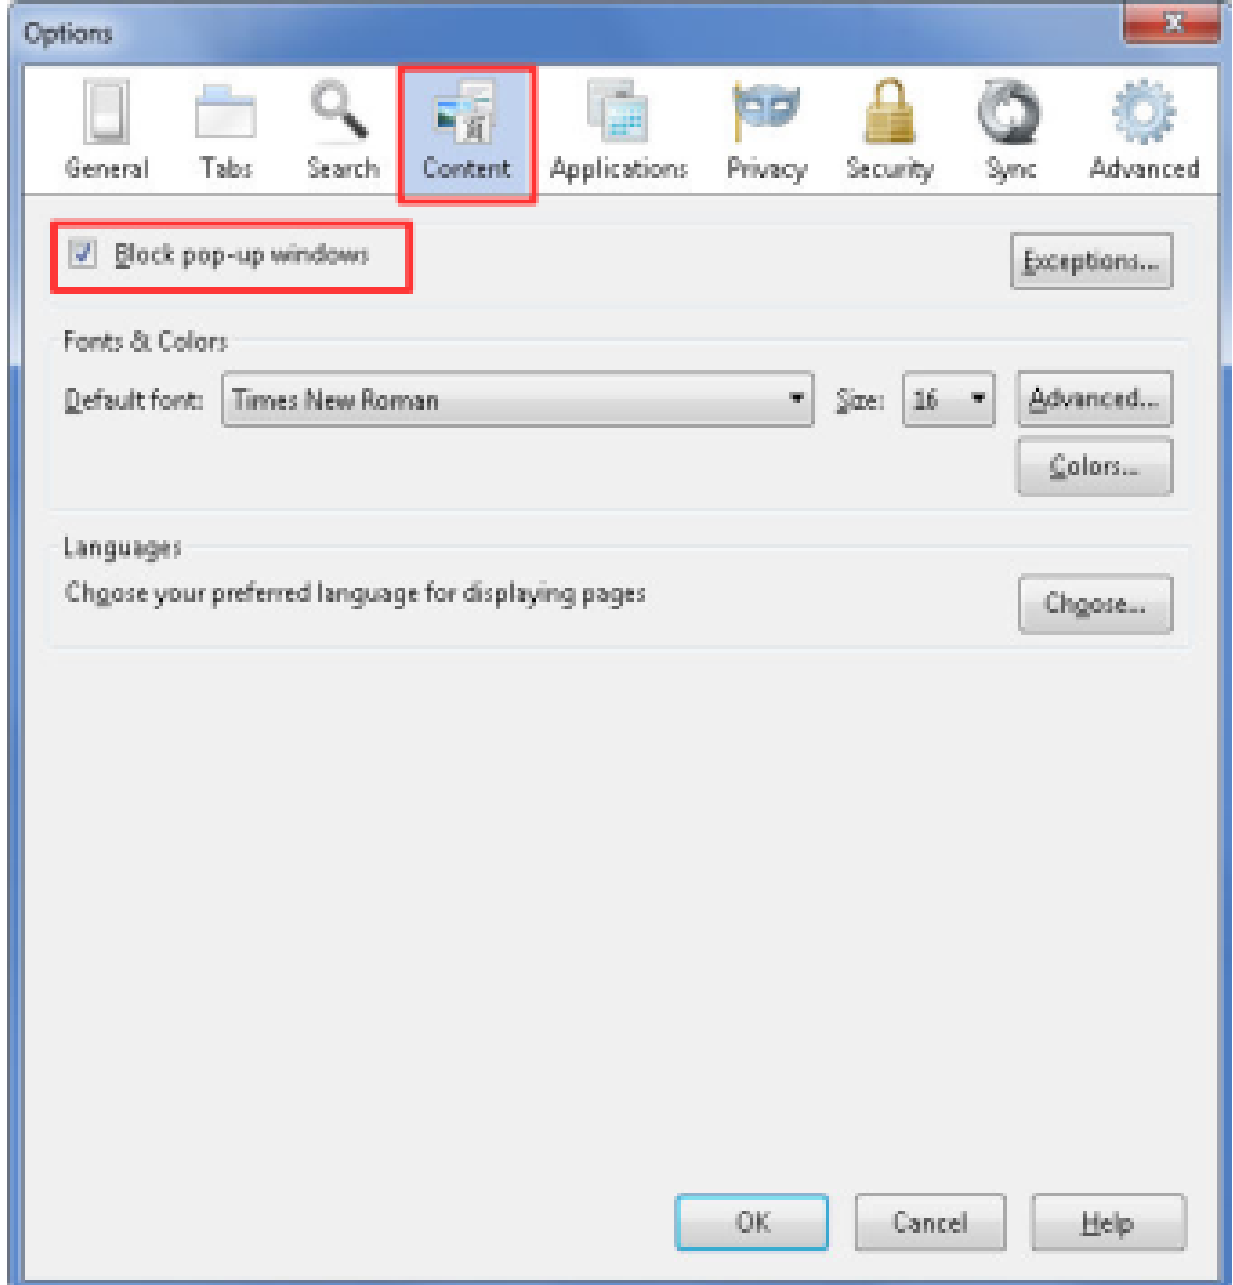 Options
General Tabs Search Content Applications Privacy Security Sync Advanced
Block pop-up windows Exceptions...
Fonts & Colors
Default font: Times New Roman Size: 16 Advanced...
Colors...
Languages
Choose your preferred language for displaying pages Choose...
OK Cancel Help